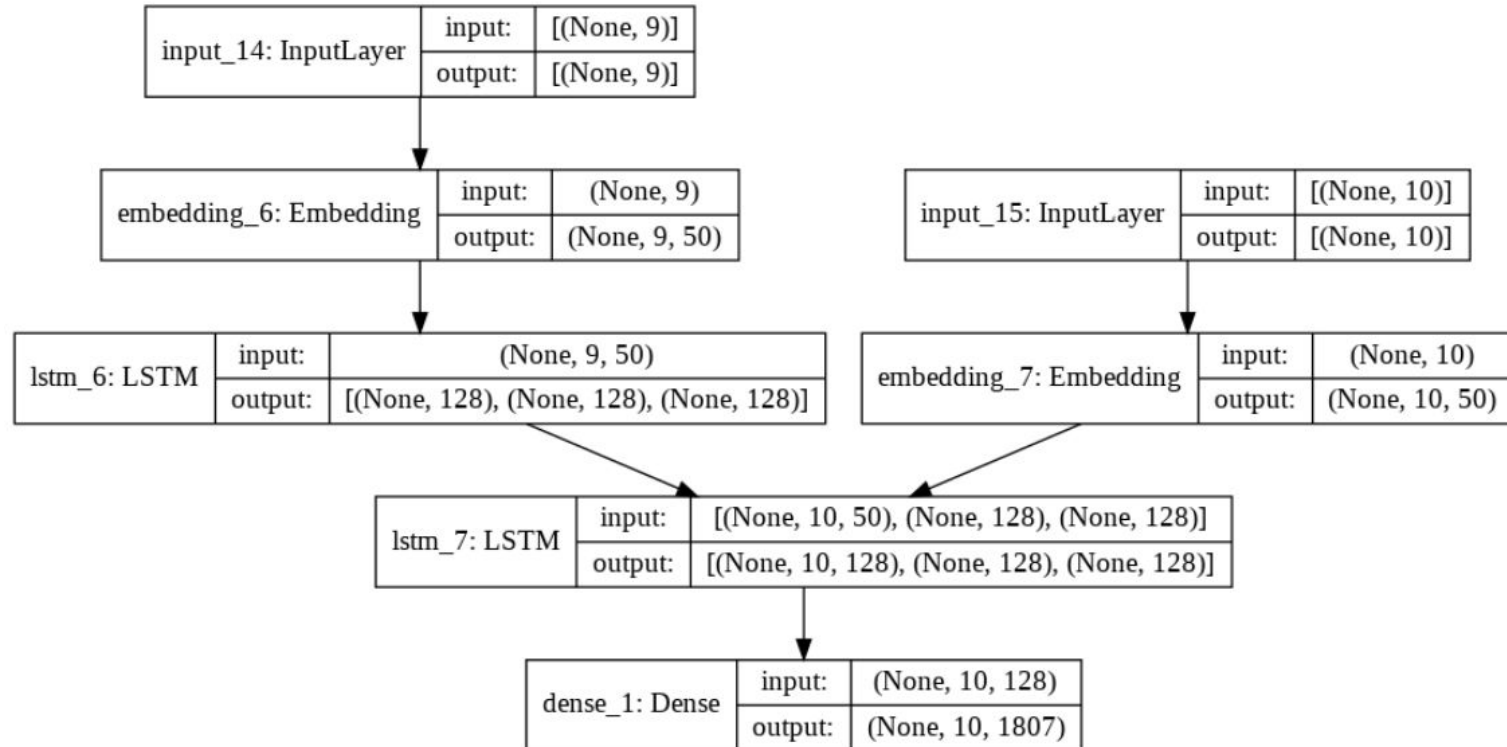 input_14: InputLayer
input: [(None, 9)]
output: [(None, 9)]
embedding_6: Embedding
input: (None, 9)
output: (None, 9, 50)
input_15: InputLayer
input: [(None, 10)]
output: [(None, 10)]
lstm_6: LSTM
input: (None, 9, 50)
output: [(None, 128), (None, 128), (None, 128)]
embedding_7: Embedding
input: (None, 10)
output: (None, 10, 50)
lstm_7: LSTM
input: [(None, 10, 50), (None, 128), (None, 128)]
output: [(None, 10, 128), (None, 128), (None, 128)]
dense_1: Dense
input: (None, 10, 128)
output: (None, 10, 1807)